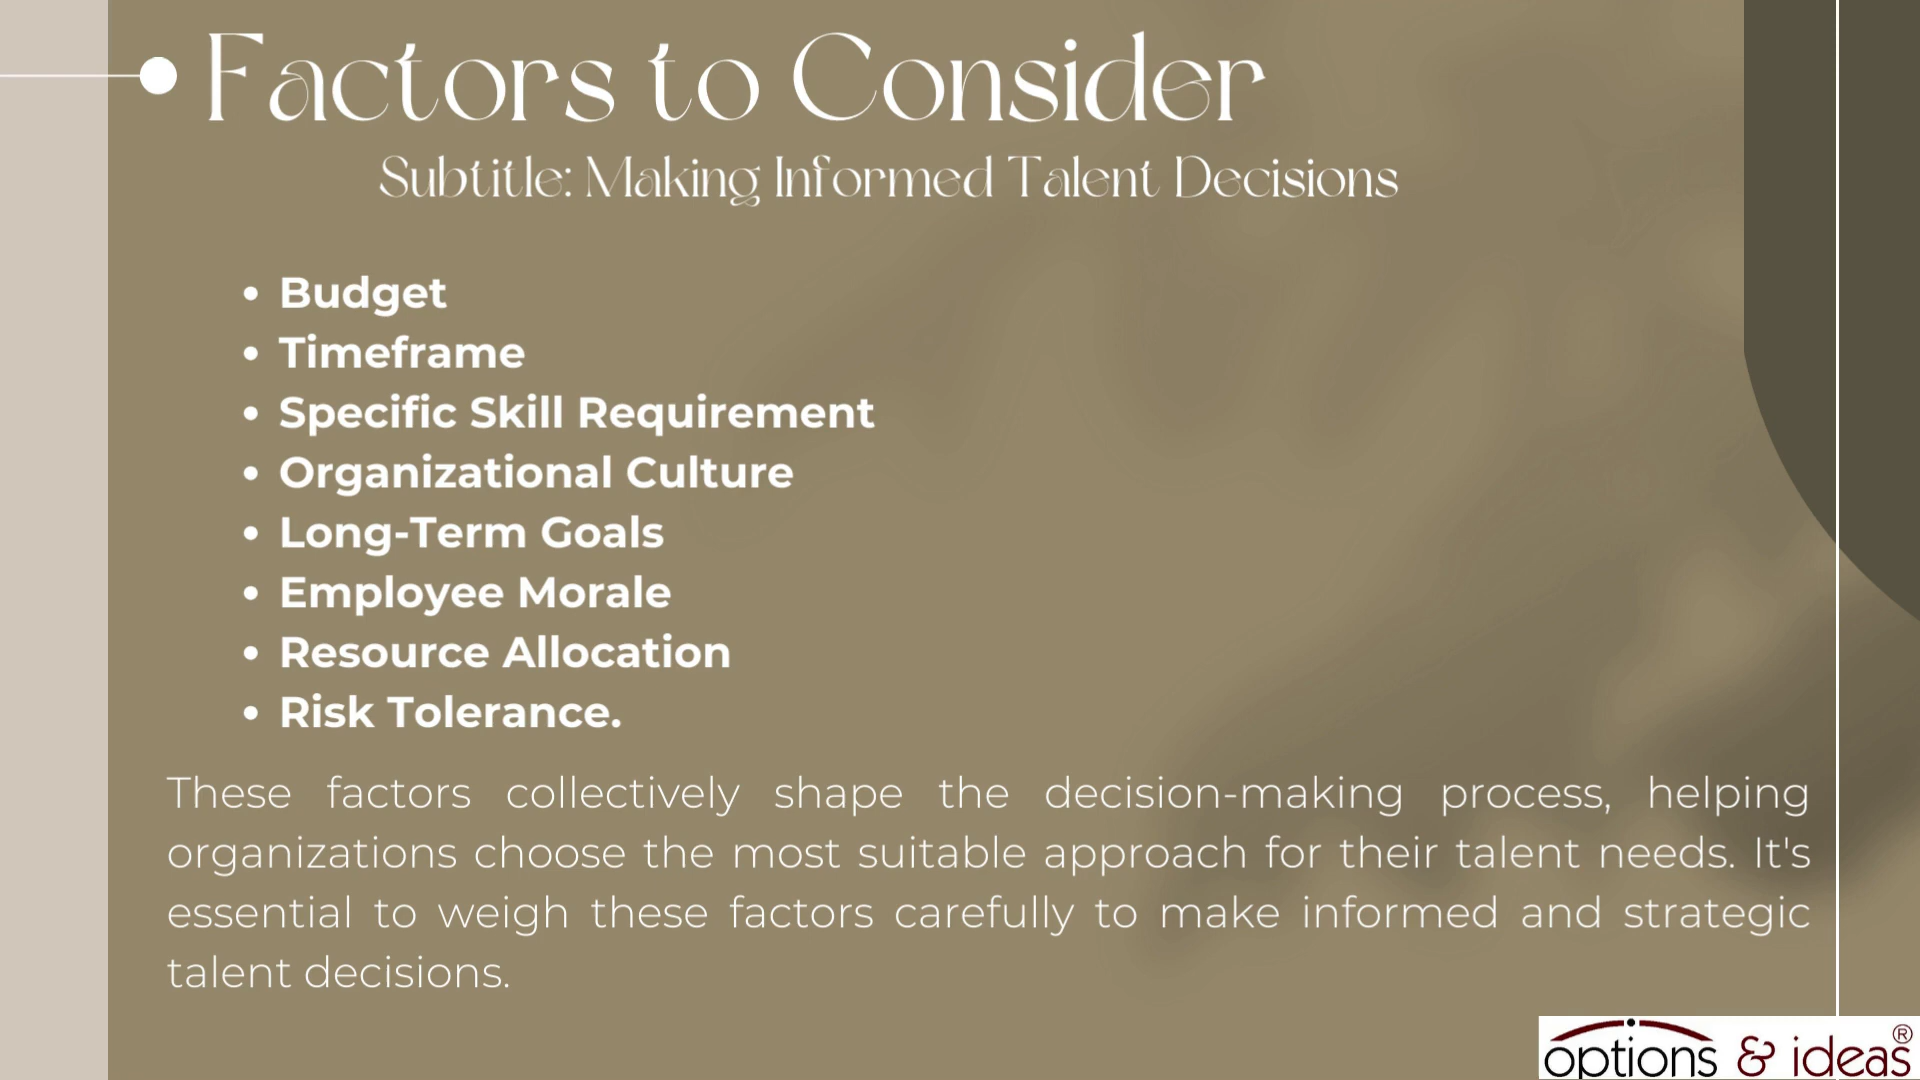 Factors to Consider
Subtitle: Making Informed Talent Decisions
• Budget
• Timeframe
• Specific Skill Requirement
• Organizational Culture
• Long-Term Goals
• Employee Morale
• Resource Allocation
• Risk Tolerance.
These factors collectively shape the decision-making process, helping
organizations choose the most suitable approach for their talent needs. It's
essential to weigh these factors carefully to make informed and strategic
talent decisions.
options & ideas®